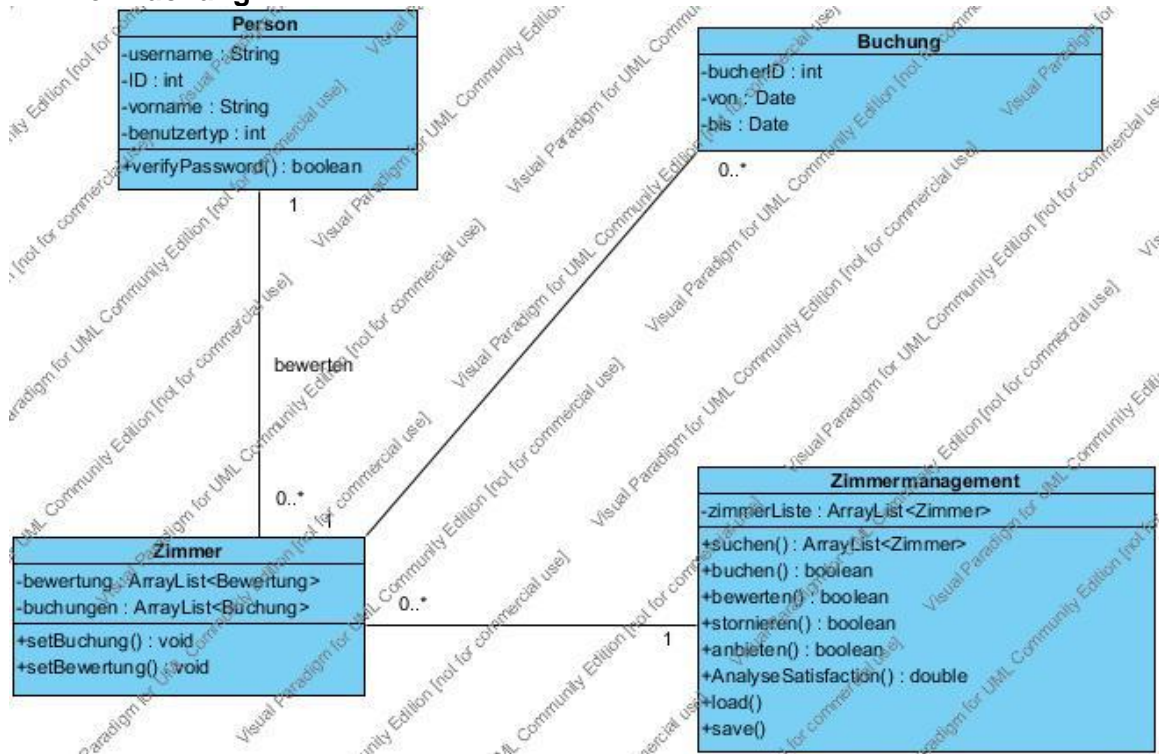 Person
-username : String
-ID : int
-vorname : String
-benutzertyp : int
+verifyPassword() : boolean
1
Buchung
-bucherID : int
-von : Date
-bis : Date
0..*
bewerten
0..*
1
Zimmer
-bewertung : ArrayList<Bewertung>
-buchungen : ArrayList<Buchung>
+setBuchung() : void
+setBewertung() : void
0..*
1
Zimmermanagement
-zimmerListe : ArrayList<Zimmer>
+suchen() : ArrayList<Zimmer>
+buchen() : boolean
+bewerten() : boolean
+stornieren() : boolean
+anbieten() : boolean
+AnalyseSatisfaction() : double
+load()
+save()
Visual Paradigm for UML Community Edition [not for commercial use]